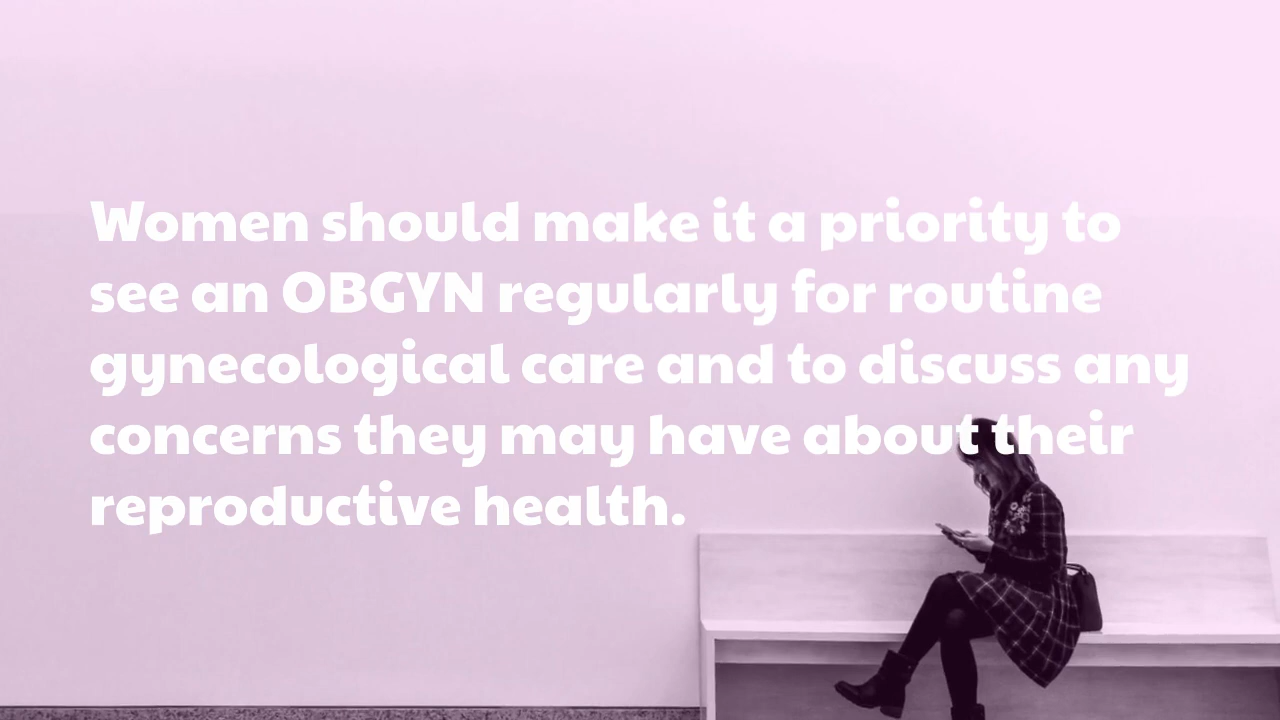 Women should make it a priority to
see an OBGYN regularly for routine
gynecological care and to discuss any
concerns they may have about their
reproductive health.